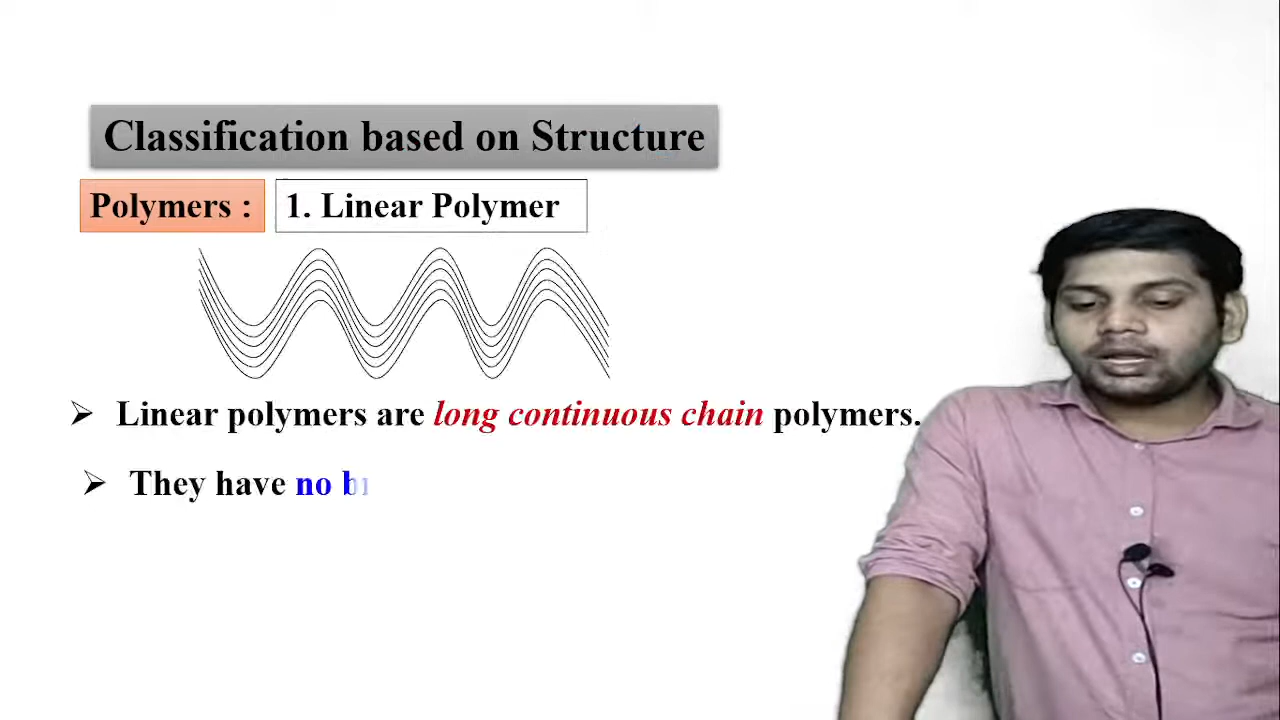 Classification based on Structure
Polymers : 1. Linear Polymer
➢ Linear polymers are long continuous chain polymers.
➢ They have no b